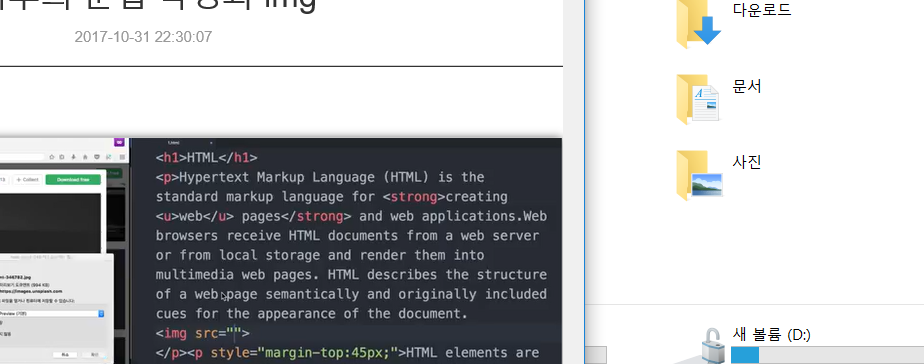 img
2017-10-31 22:30:07
다운로드
문서
사진
새 볼륨 (D:)
+ Collect
Download free
<h1>HTML</h1>
<p>Hypertext Markup Language (HTML) is the
standard markup language for <strong>creating
<u>web</u> pages</strong> and web applications.Web
browsers receive HTML documents from a web server
or from local storage and render them into
multimedia web pages. HTML describes the structure
of a web page semantically and originally included
cues for the appearance of the document.
<img src="">
</p><p style="margin-top:45px;">HTML elements are